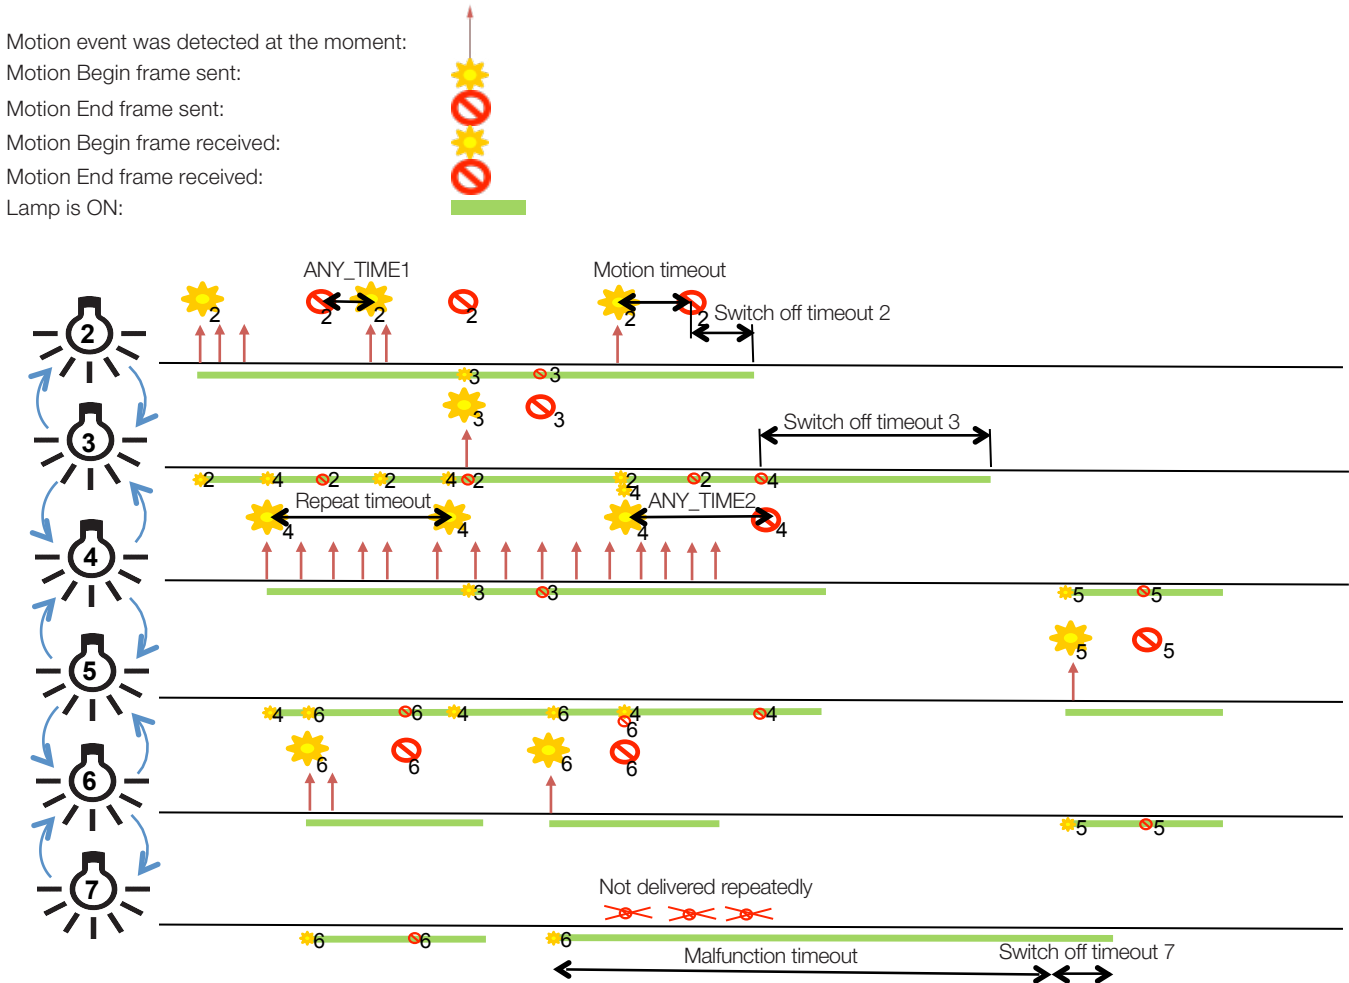 Motion event was detected at the moment:
Motion Begin frame sent:
Motion End frame sent:
Motion Begin frame received:
Motion End frame received:
Lamp is ON:
ANY_TIME1
Motion timeout
2 2 2 2 2 2
Switch off timeout 2
2
3 3
3 3
Switch off timeout 3
3
2 4 2 2 4 2 2 4 2 4
Repeat timeout
ANY_TIME2
4 4 4 4
4
3 3 5 5
5 5
5
4 6 6 4 6 4 6 4
6 6 6 6
6
5 5
7
Not delivered repeatedly
6 6 6
Malfunction timeout
Switch off timeout 7